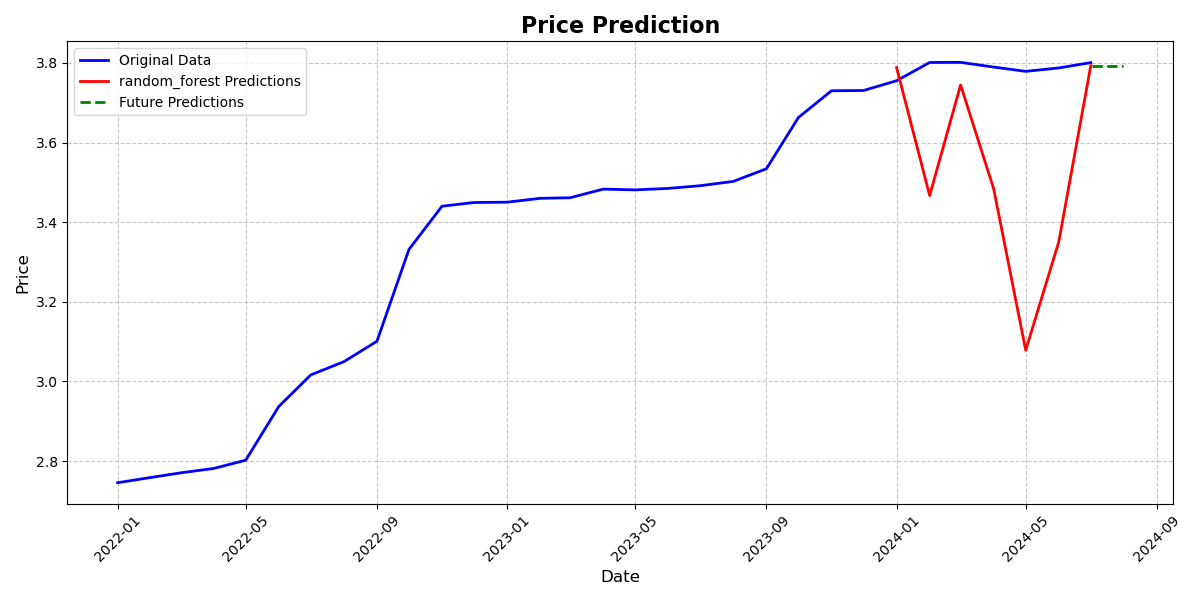 Price Prediction
Original Data
random_forest Predictions
Future Predictions
Price
3.8
3.6
3.4
3.2
3.0
2.8
2022-01
2022-05
2022-09
2023-01
2023-05
2023-09
2024-01
2024-05
2024-09
Date